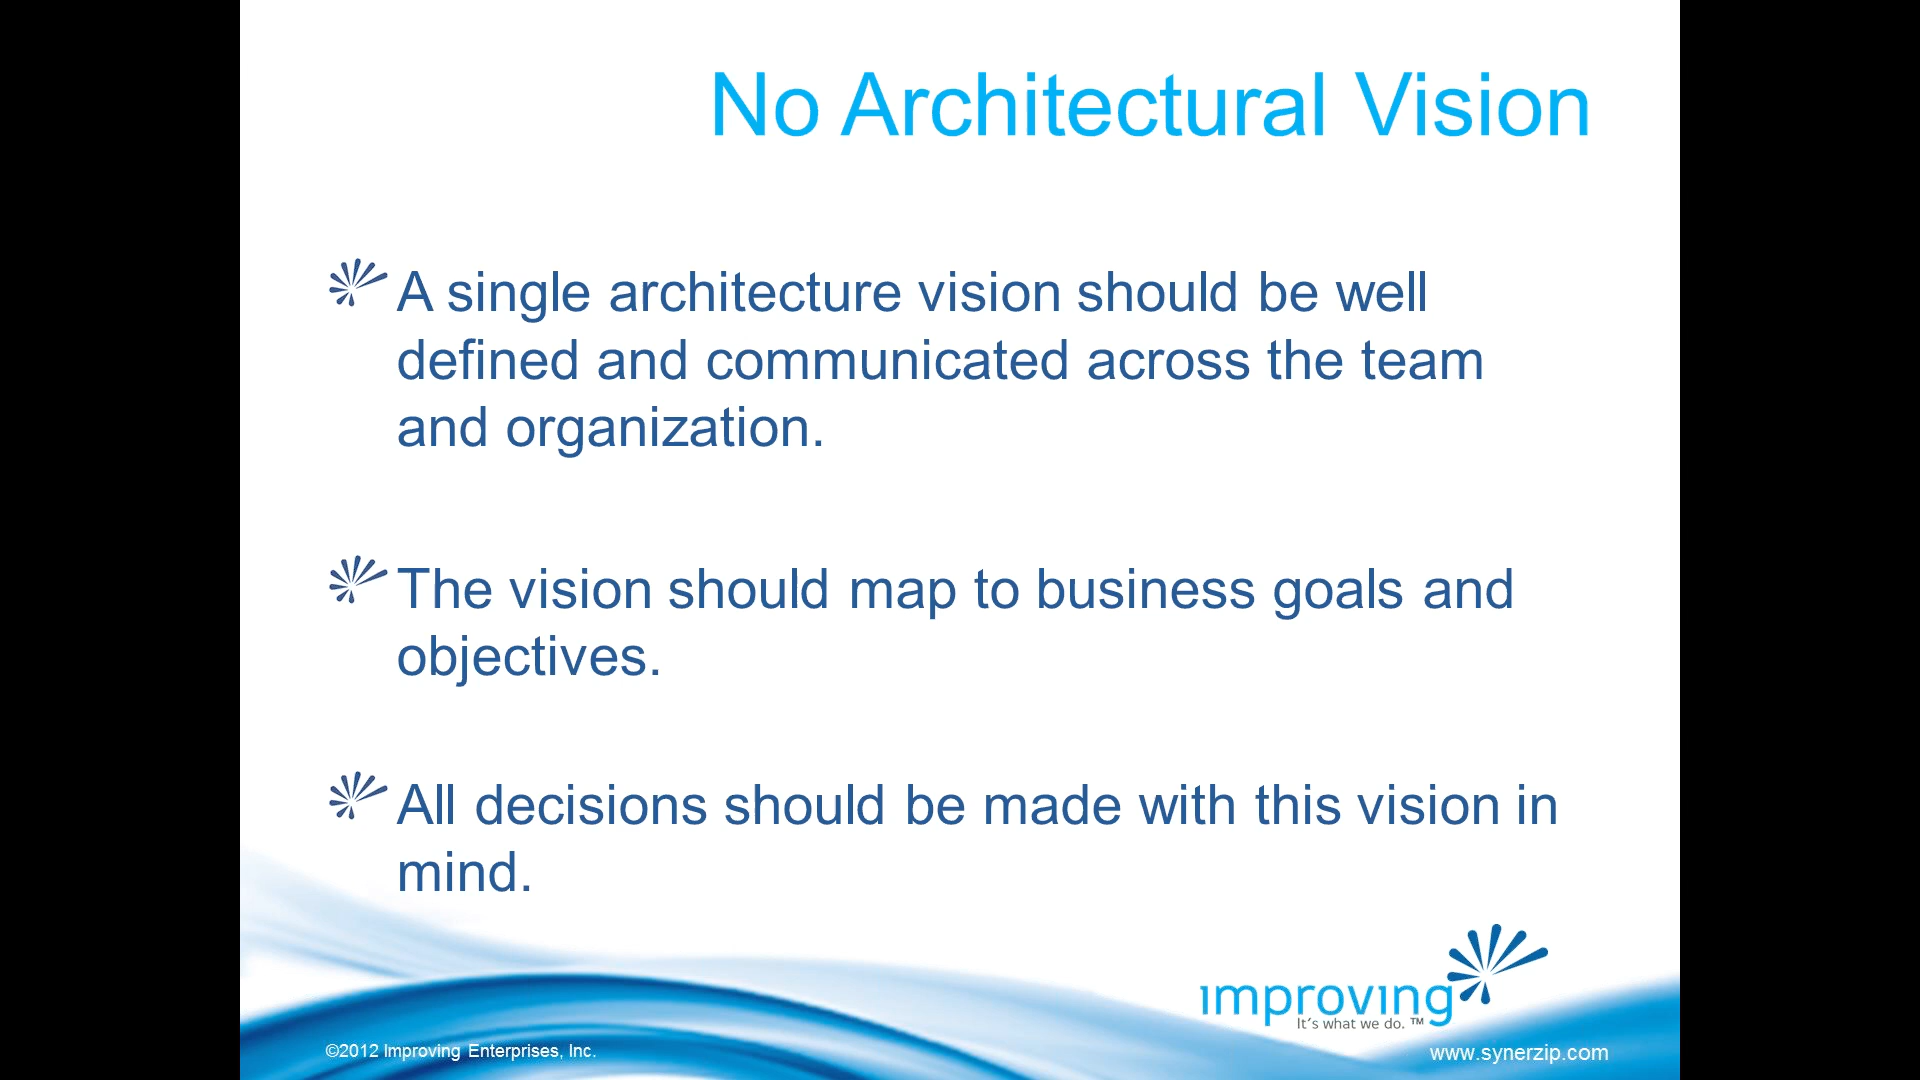 No Architectural Vision
A single architecture vision should be well
defined and communicated across the team
and organization.
The vision should map to business goals and
objectives.
All decisions should be made with this vision in
mind.
improving
It's what we do. ™
©2012 Improving Enterprises, Inc.
www.synerzip.com